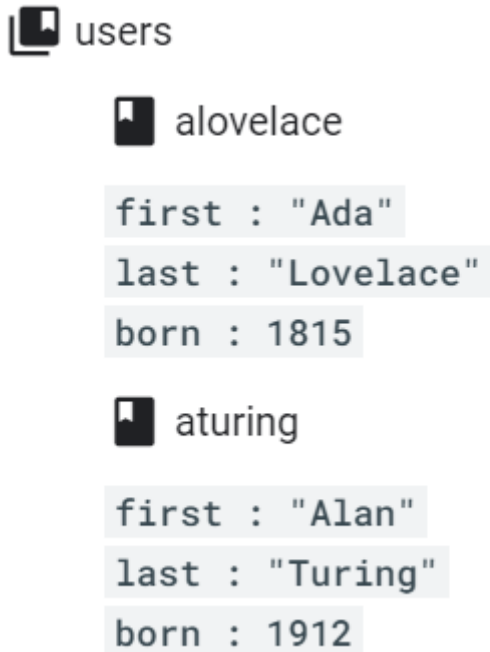 users
alovelace
first : "Ada"
last : "Lovelace"
born : 1815
aturing
first : "Alan"
last : "Turing"
born : 1912